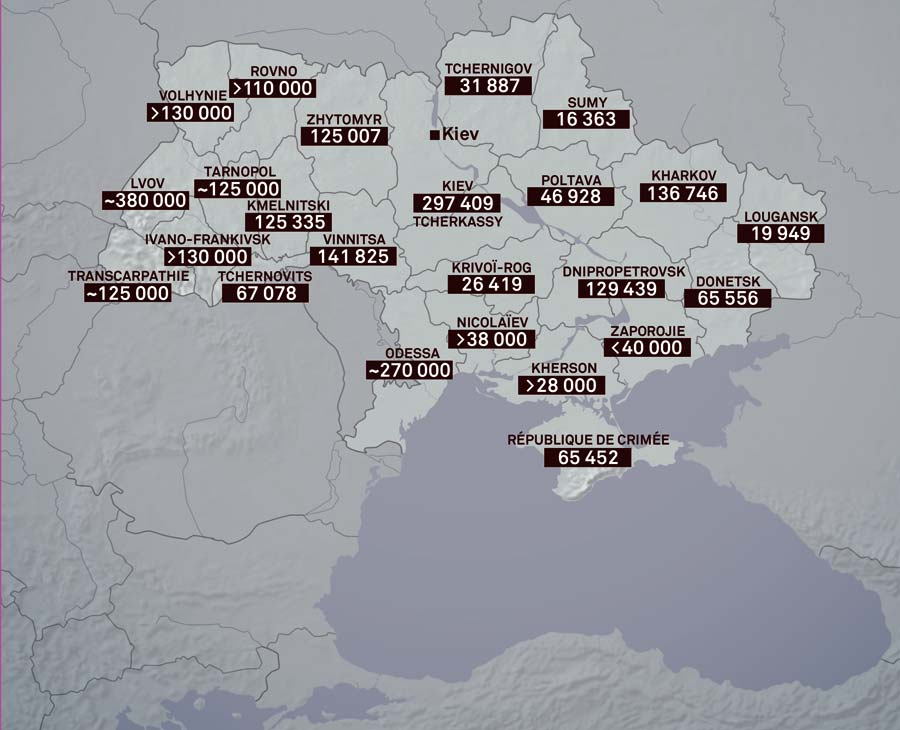 TCHERNIGOV
31 887
ROVNO
>110 000
VOLHYNIE
>130 000
SUMY
16 363
ZHYTOMYR
125 007
Kiev
TARNOPOL
~125 000
LVOV
~380 000
KMELNITSKI
125 335
KIEV
297 409
TCHERKASSY
POLTAVA
46 928
KHARKOV
136 746
LOUGANSK
19 949
IVANO-FRANKIVSK
>130 000
VINNITSA
141 825
TRANSCARPATHIE
~125 000
TCHERNOVITS
67 078
KRIVOÏ-ROG
26 419
DNIPROPETROVSK
129 439
DONETSK
65 556
NICOLAÏEV
>38 000
ZAPOROJIE
<40 000
ODESSA
~270 000
KHERSON
>28 000
RÉPUBLIQUE DE CRIMÉE
65 452